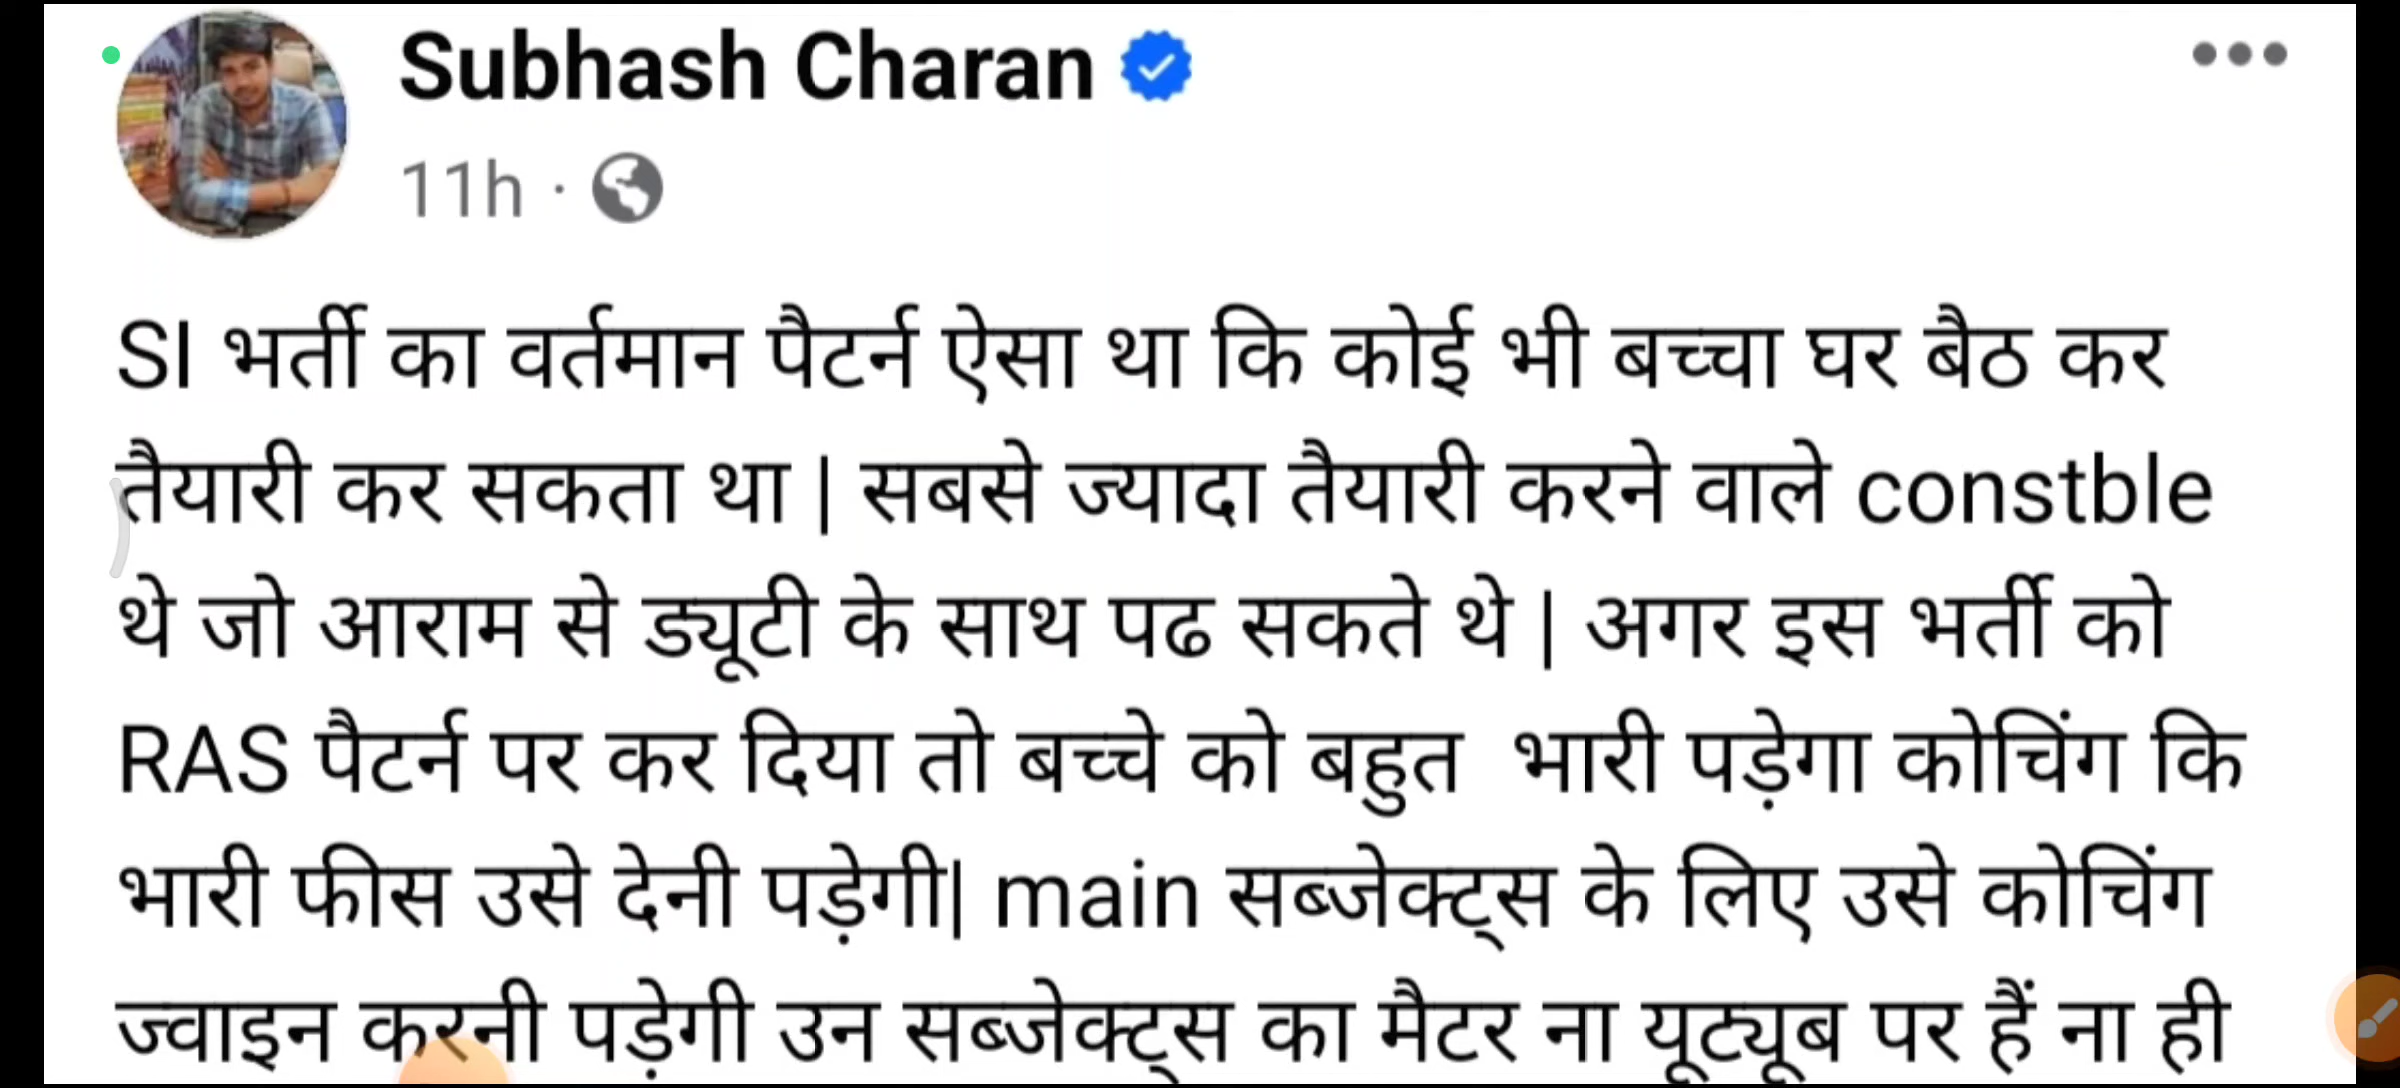 Subhash Charan
11h ·
SI भर्ती का वर्तमान पैटर्न ऐसा था कि कोई भी बच्चा घर बैठ कर
तैयारी कर सकता था | सबसे ज्यादा तैयारी करने वाले constble
थे जो आराम से ड्यूटी के साथ पढ सकते थे | अगर इस भर्ती को
RAS पैटर्न पर कर दिया तो बच्चे को बहुत  भारी पड़ेगा कोचिंग कि
भारी फीस उसे देनी पड़ेगी| main सब्जेक्ट्स के लिए उसे कोचिंग
ज्वाइन करनी पड़ेगी उन सब्जेक्ट्स का मैटर ना यूट्यूब पर हैं ना ही